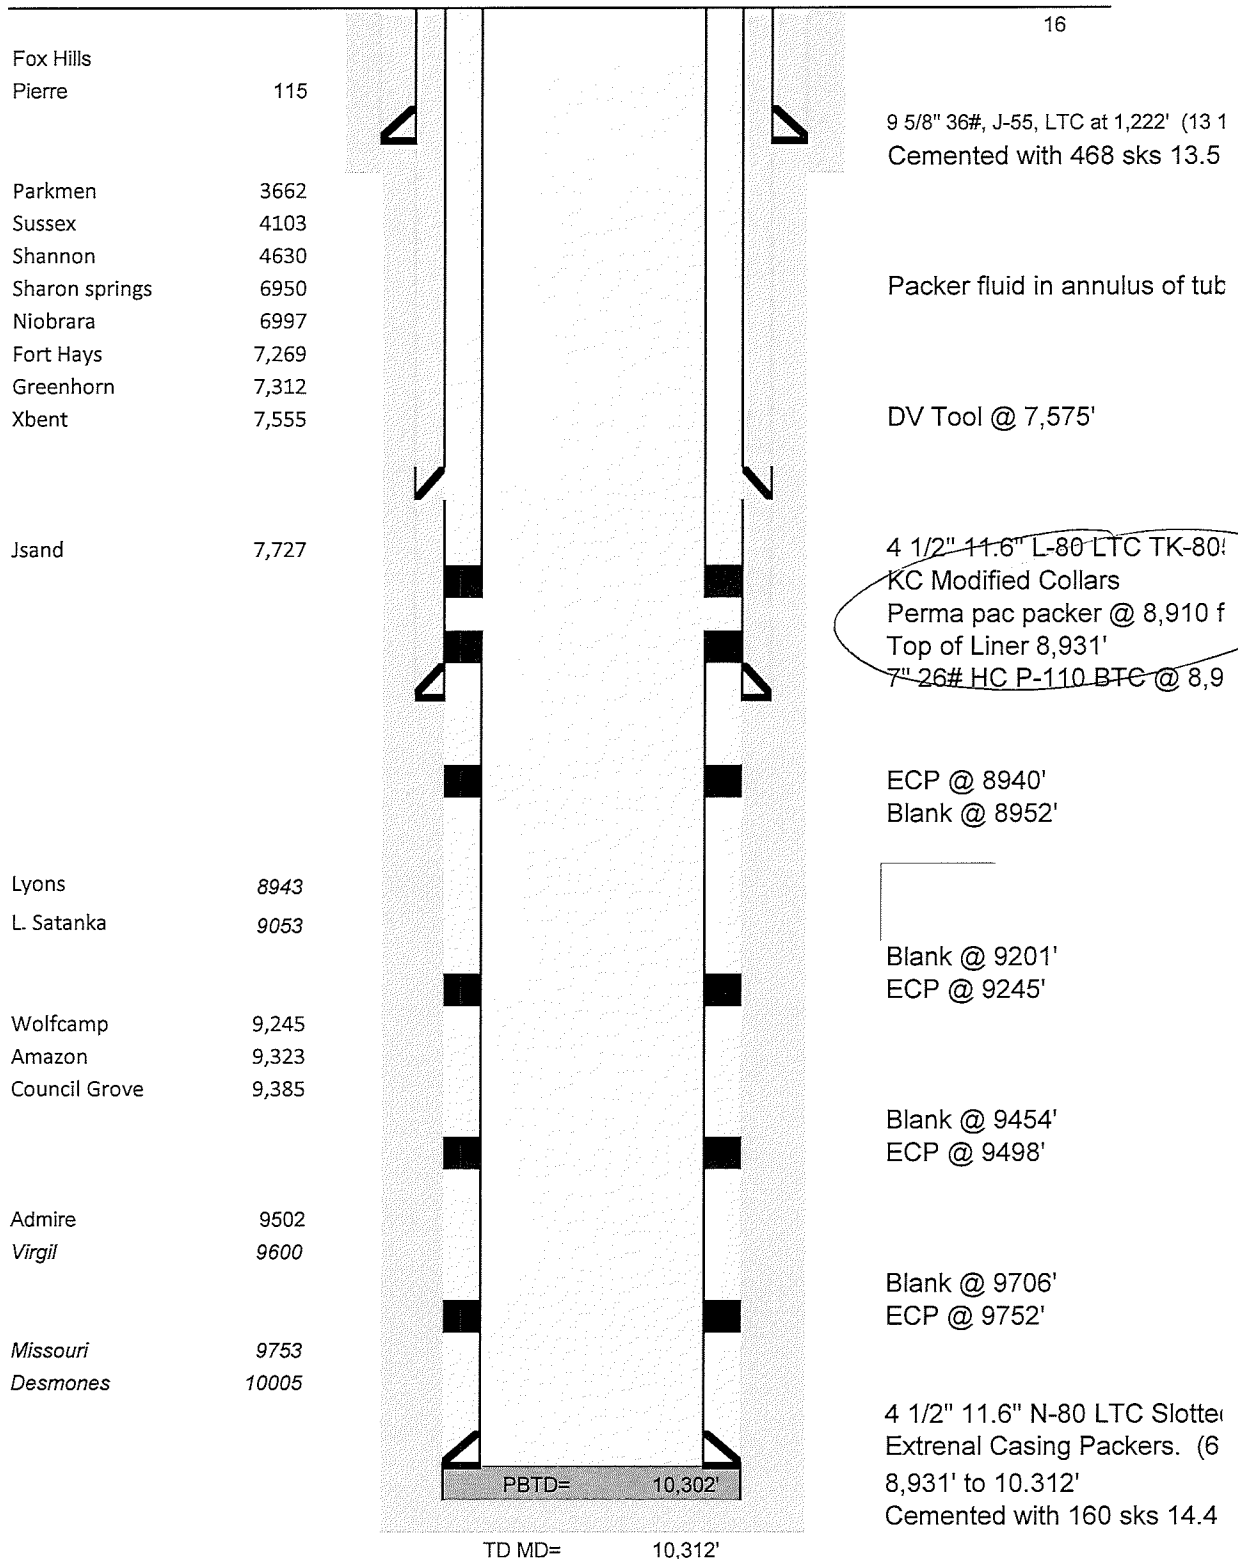 16
Fox Hills
Pierre 115
9 5/8" 36#, J-55, LTC at 1,222' (13 1
Cemented with 468 sks 13.5
Parkmen 3662
Sussex 4103
Shannon 4630
Sharon springs 6950
Packer fluid in annulus of tub
Niobrara 6997
Fort Hays 7,269
Greenhorn 7,312
Xbent 7,555
DV Tool @ 7,575'
Jsand 7,727
4 1/2" 11.6" L-80 LTC TK-80
KC Modified Collars
Perma pac packer @ 8,910 f
Top of Liner 8,931'
7" 26# HC P-110 BTC @ 8,9
ECP @ 8940'
Blank @ 8952'
Lyons 8943
L. Satanka 9053
Blank @ 9201'
ECP @ 9245'
Wolfcamp 9,245
Amazon 9,323
Council Grove 9,385
Blank @ 9454'
ECP @ 9498'
Admire 9502
Virgil 9600
Blank @ 9706'
ECP @ 9752'
Missouri 9753
Desmones 10005
4 1/2" 11.6" N-80 LTC Slotte
Extrenal Casing Packers. (6
8,931' to 10.312'
Cemented with 160 sks 14.4
PBTD= 10,302'
TD MD= 10,312'